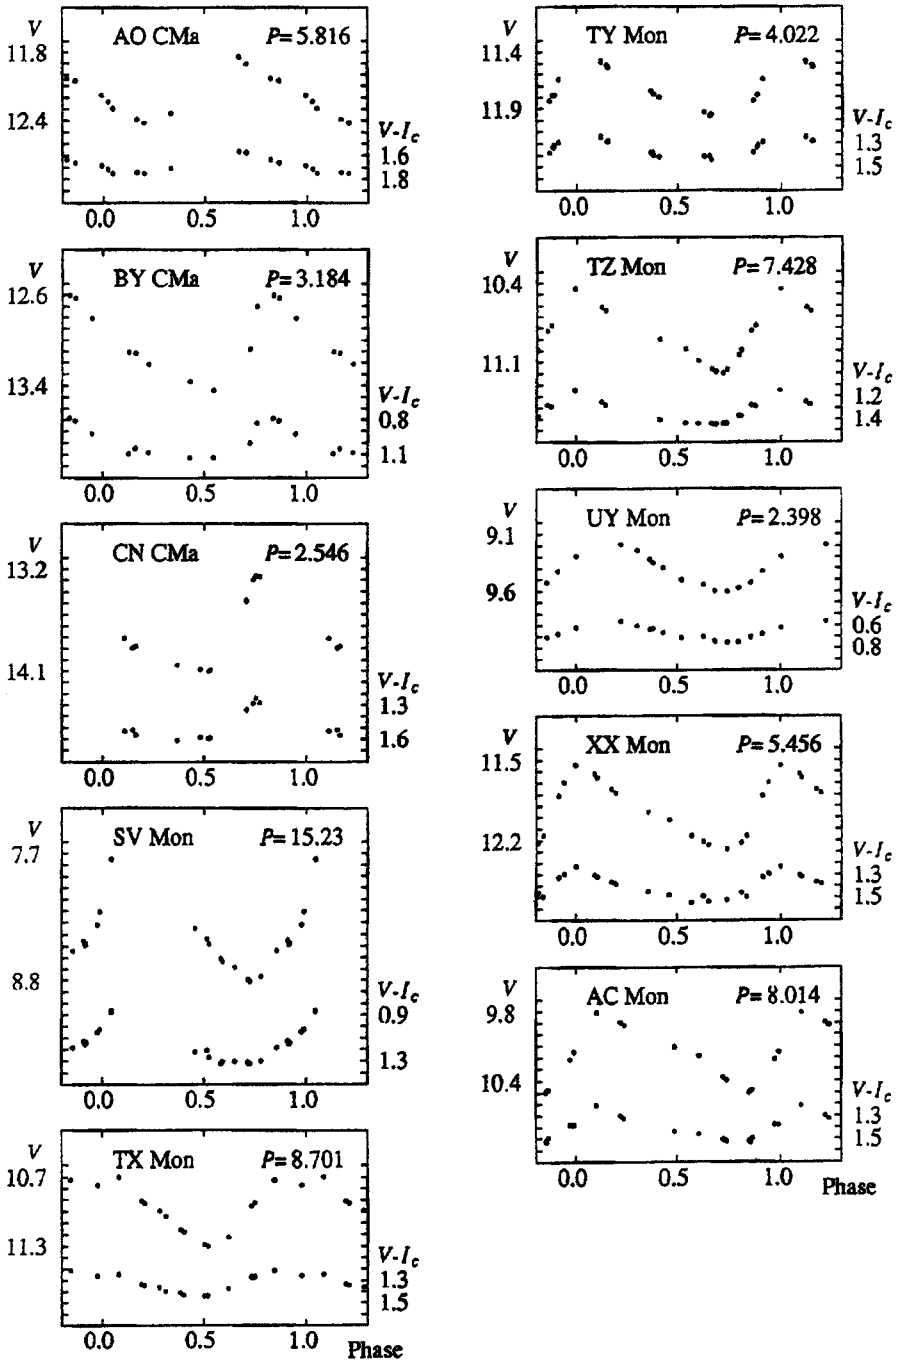 V AO CMa P=5.816
11.8
12.4
V-Ic
1.6
1.8
0.0 0.5 1.0
V BY CMa P=3.184
12.6
13.4
V-Ic
0.8
1.1
0.0 0.5 1.0
V CN CMa P=2.546
13.2
14.1
V-Ic
1.3
1.6
0.0 0.5 1.0
V SV Mon P=15.23
7.7
8.8
V-Ic
0.9
1.3
0.0 0.5 1.0
V TX Mon P=8.701
10.7
11.3
V-Ic
1.3
1.5
0.0 0.5 1.0
Phase
V TY Mon P=4.022
11.4
11.9
V-Ic
1.3
1.5
0.0 0.5 1.0
V TZ Mon P=7.428
10.4
11.1
V-Ic
1.2
1.4
0.0 0.5 1.0
V UY Mon P=2.398
9.1
9.6
V-Ic
0.6
0.8
0.0 0.5 1.0
V XX Mon P=5.456
11.5
12.2
V-Ic
1.3
1.5
0.0 0.5 1.0
V AC Mon P=8.014
9.8
10.4
V-Ic
1.3
1.5
0.0 0.5 1.0
Phase